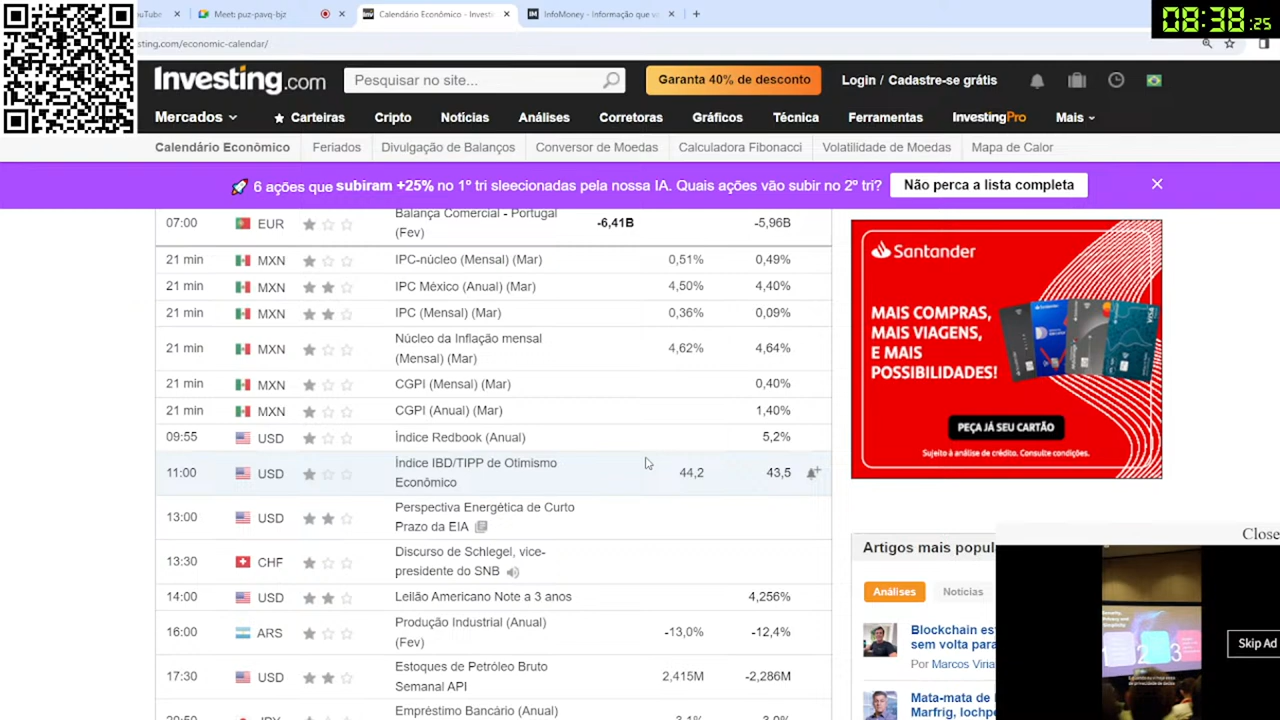 uTube
Meet: puz-pavq-bjz
Calendário Econômico - Investi
InfoMoney - Informação que v
08:38:25
sting.com/economic-calendar/
Investing.com
Pesquisar no site...
Garanta 40% de desconto
Login / Cadastre-se grátis
Mercados
Carteiras
Cripto
Notícias
Análises
Corretoras
Gráficos
Técnica
Ferramentas
InvestingPro
Mais
Calendário Econômico
Feriados
Divulgação de Balanços
Conversor de Moedas
Calculadora Fibonacci
Volatilidade de Moedas
Mapa de Calor
6 ações que subiram +25% no 1º tri sleecionadas pela nossa IA. Quais ações vão subir no 2º tri?
Não perca a lista completa
07:00 EUR Balança Comercial - Portugal -6,41B -5,96B
(Fev)
21 min MXN IPC-núcleo (Mensal) (Mar) 0,51% 0,49%
21 min MXN IPC México (Anual) (Mar) 4,50% 4,40%
21 min MXN IPC (Mensal) (Mar) 0,36% 0,09%
21 min MXN Núcleo da Inflação mensal 4,62% 4,64%
(Mensal) (Mar)
21 min MXN CGPI (Mensal) (Mar) 0,40%
21 min MXN CGPI (Anual) (Mar) 1,40%
09:55 USD Índice Redbook (Anual) 5,2%
11:00 USD Índice IBD/TIPP de Otimismo 44,2 43,5
Econômico
13:00 USD Perspectiva Energética de Curto
Prazo da EIA
13:30 CHF Discurso de Schlegel, vice-
presidente do SNB
14:00 USD Leilão Americano Note a 3 anos 4,256%
16:00 ARS Produção Industrial (Anual) -13,0% -12,4%
(Fev)
17:30 USD Estoques de Petróleo Bruto 2,415M -2,286M
Semanal API
Empréstimo Bancário (Anual)
Santander
MAIS COMPRAS,
MAIS VIAGENS,
E MAIS
POSSIBILIDADES!
PEÇA JÁ SEU CARTÃO
Sujeito à análise de crédito. Consulte condições.
Close
Artigos mais popul
Análises
Notícias
Blockchain es
sem volta para
Por Marcos Viria
Mata-mata de
Marfrig, lochpe
Skip Ad